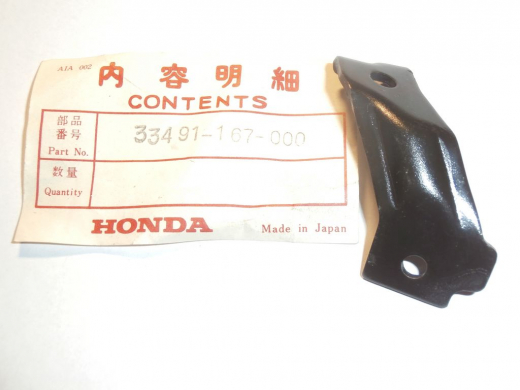 AIA 002
内容明細
CONTENTS
部品
番号
Part No.
33491-167-000
数量
Quantity
HONDA
Made in Japan